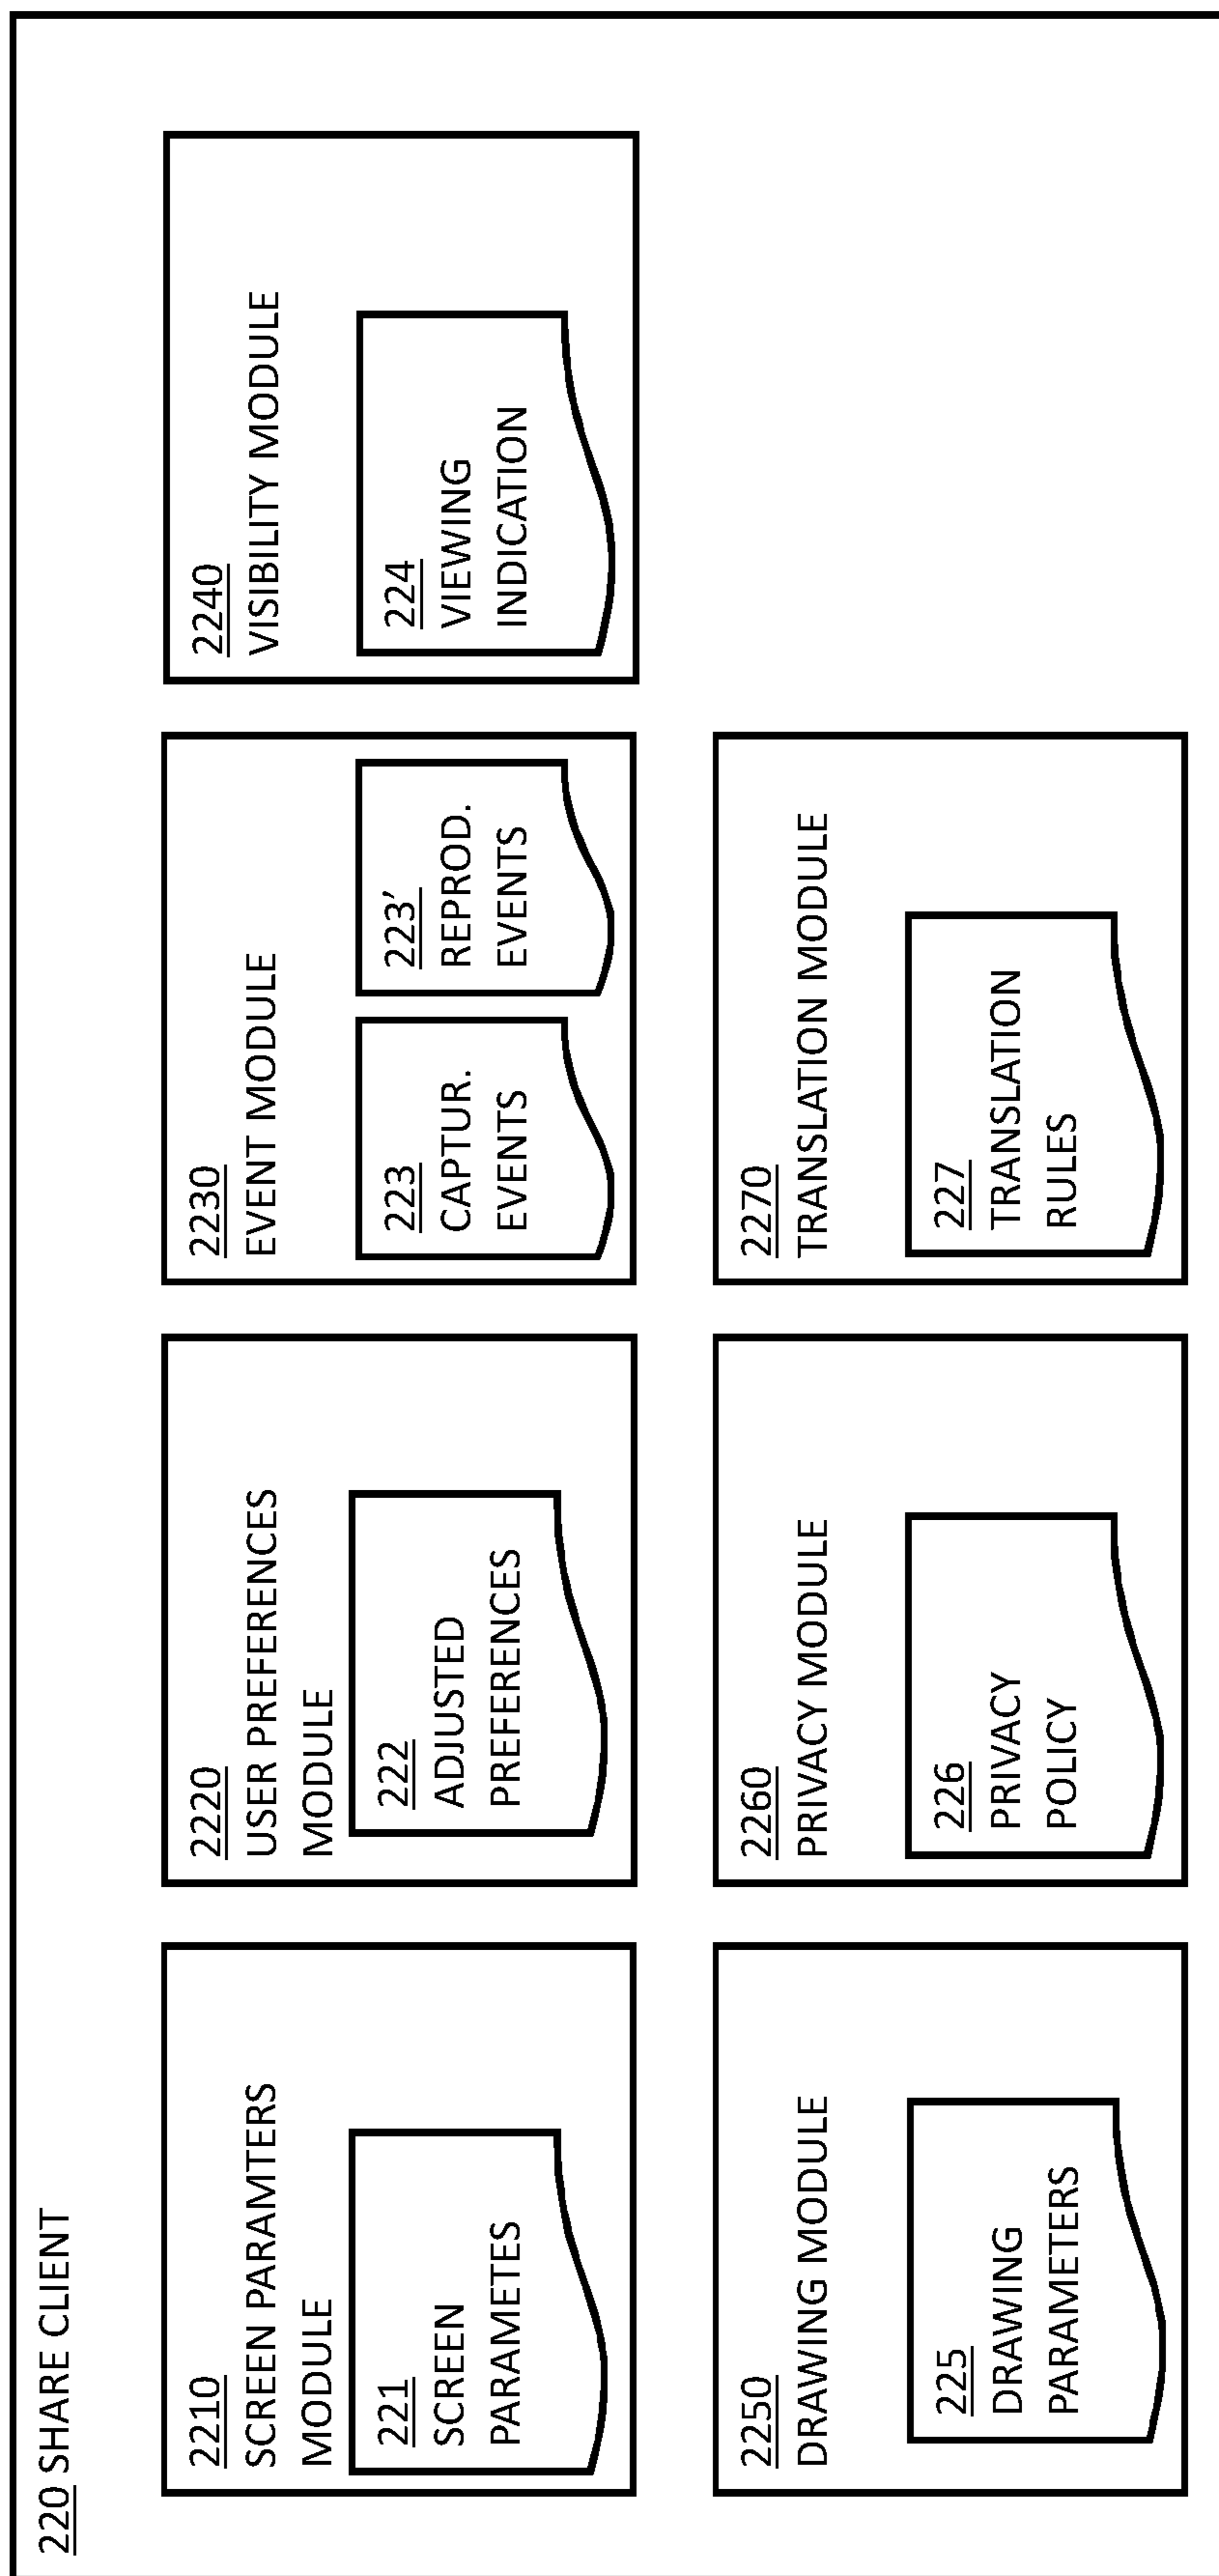 220 SHARE CLIENT
2210
SCREEN PARAMTERS
MODULE
221
SCREEN
PARAMETES
2220
USER PREFERENCES
MODULE
222
ADJUSTED
PREFERENCES
2230
EVENT MODULE
223
CAPTUR.
EVENTS
223'
REPROD.
EVENTS
2240
VISIBILITY MODULE
224
VIEWING
INDICATION
2250
DRAWING MODULE
225
DRAWING
PARAMETERS
2260
PRIVACY MODULE
226
PRIVACY
POLICY
2270
TRANSLATION MODULE
227
TRANSLATION
RULES